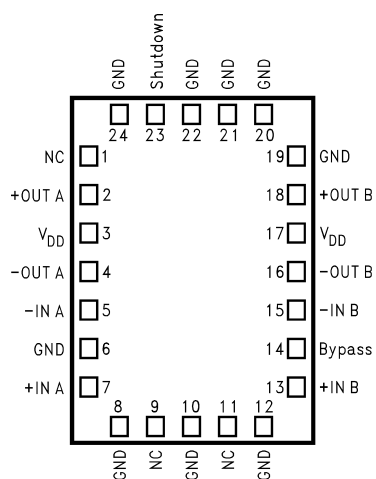 GND Shutdown GND GND GND
24 23 22 21 20
NC 1 19 GND
+OUT A 2 18 +OUT B
VDD 3 17 VDD
−OUT A 4 16 −OUT B
−IN A 5 15 −IN B
GND 6 14 Bypass
+IN A 7 13 +IN B
8 9 10 11 12
GND NC GND NC GND